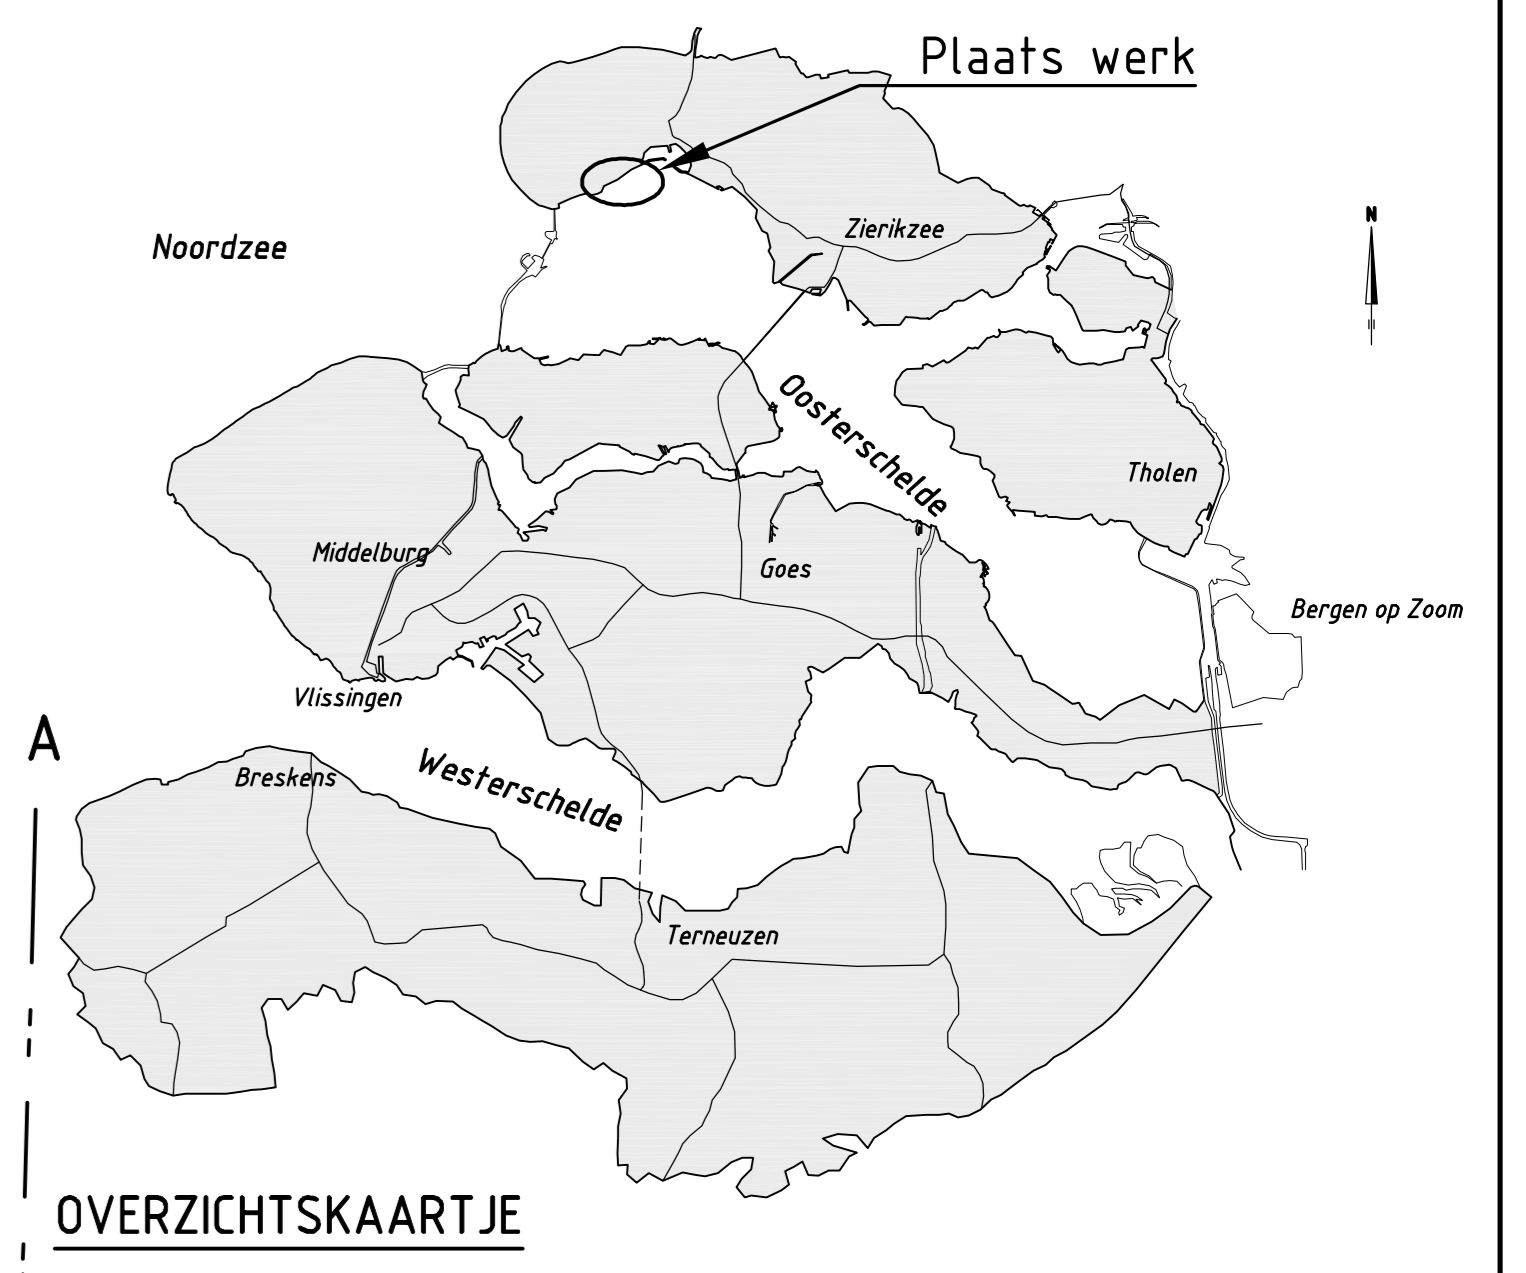 Plaats werk
N
Zierikzee
Noordzee
Oosterschelde
Tholen
Middelburg
Goes
Bergen op Zoom
Vlissingen
A
Westerschelde
Breskens
Terneuzen
OVERZICHTSKAARTJE